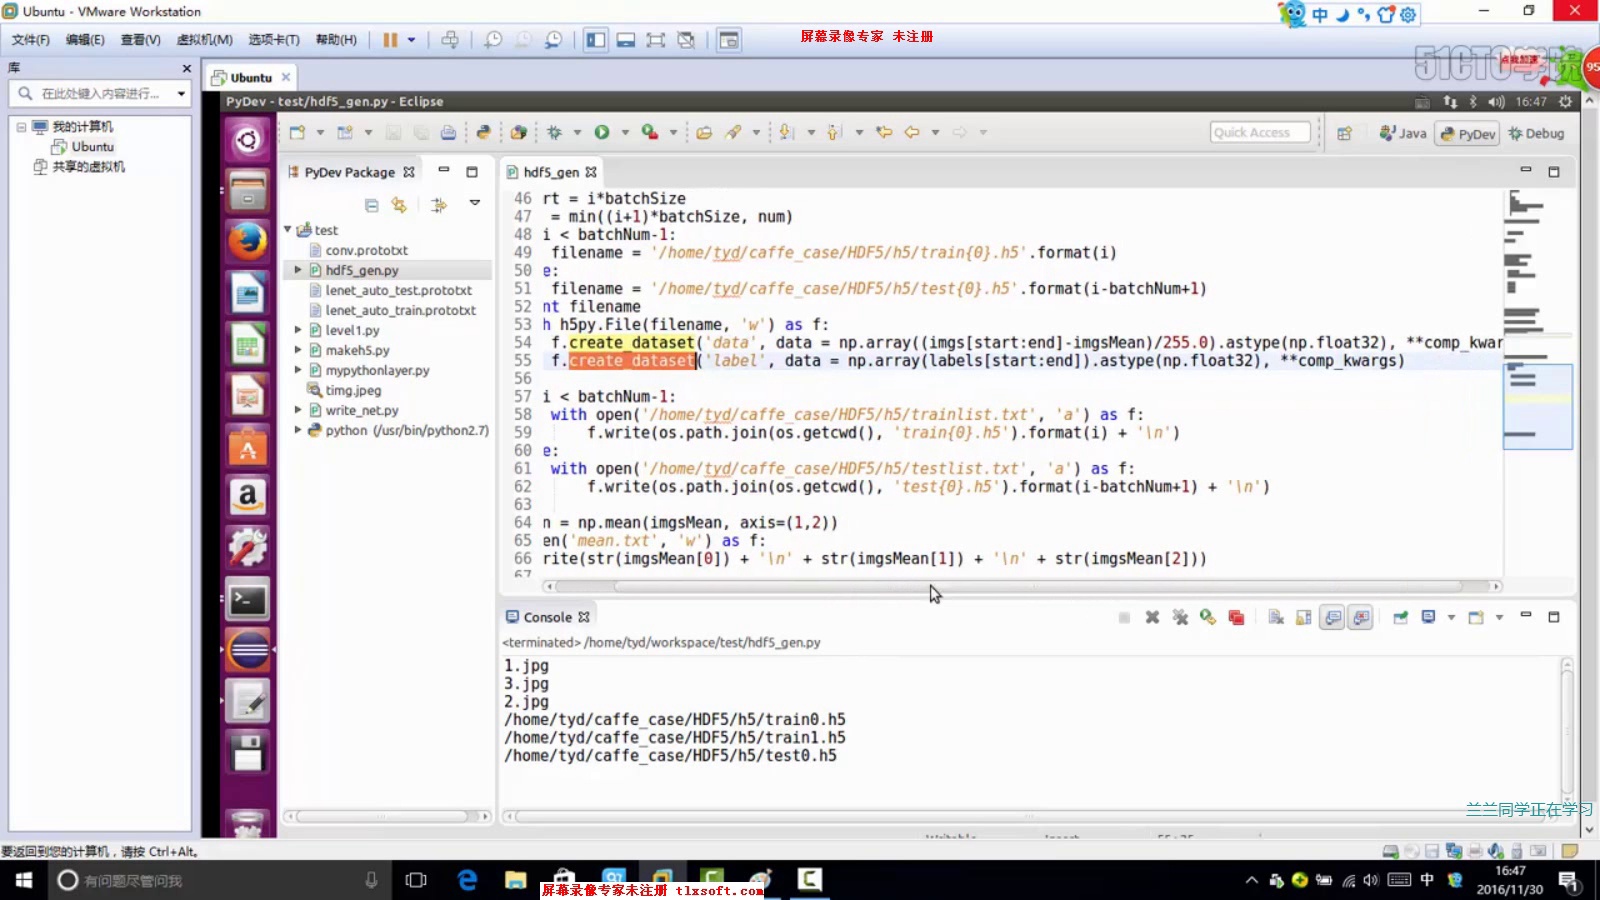 Ubuntu - VMware Workstation
中
文件(F) 编辑(E) 查看(V) 虚拟机(M) 选项卡(T) 帮助(H)
屏幕录像专家 未注册
51CTO学院
点我加速
95
库
Ubuntu
在此处键入内容进行...
我的计算机
Ubuntu
共享的虚拟机
PyDev - test/hdf5_gen.py - Eclipse
16:47
Quick Access
Java
PyDev
Debug
PyDev Package
hdf5_gen
test
conv.prototxt
hdf5_gen.py
lenet_auto_test.prototxt
lenet_auto_train.prototxt
level1.py
makeh5.py
mypythonlayer.py
timg.jpeg
write_net.py
python (/usr/bin/python2.7)
46 rt = i*batchSize
47 = min((i+1)*batchSize, num)
48 i < batchNum-1:
49 filename = '/home/tyd/caffe_case/HDF5/h5/train{0}.h5'.format(i)
50 e:
51 filename = '/home/tyd/caffe_case/HDF5/h5/test{0}.h5'.format(i-batchNum+1)
52 nt filename
53 h h5py.File(filename, 'w') as f:
54 f.create_dataset('data', data = np.array((imgs[start:end]-imgsMean)/255.0).astype(np.float32), **comp_kwar
55 f.create_dataset('label', data = np.array(labels[start:end]).astype(np.float32), **comp_kwargs)
56
57 i < batchNum-1:
58 with open('/home/tyd/caffe_case/HDF5/h5/trainlist.txt', 'a') as f:
59 f.write(os.path.join(os.getcwd(), 'train{0}.h5').format(i) + '\n')
60 e:
61 with open('/home/tyd/caffe_case/HDF5/h5/testlist.txt', 'a') as f:
62 f.write(os.path.join(os.getcwd(), 'test{0}.h5').format(i-batchNum+1) + '\n')
63
64 n = np.mean(imgsMean, axis=(1,2))
65 en('mean.txt', 'w') as f:
66 rite(str(imgsMean[0]) + '\n' + str(imgsMean[1]) + '\n' + str(imgsMean[2]))
67
Console
<terminated> /home/tyd/workspace/test/hdf5_gen.py
1.jpg
3.jpg
2.jpg
/home/tyd/caffe_case/HDF5/h5/train0.h5
/home/tyd/caffe_case/HDF5/h5/train1.h5
/home/tyd/caffe_case/HDF5/h5/test0.h5
兰兰同学正在学习
要返回到您的计算机，请按 Ctrl+Alt。
有问题尽管问我
屏幕录像专家未注册 tlxsoft.com
中
16:47
2016/11/30
1